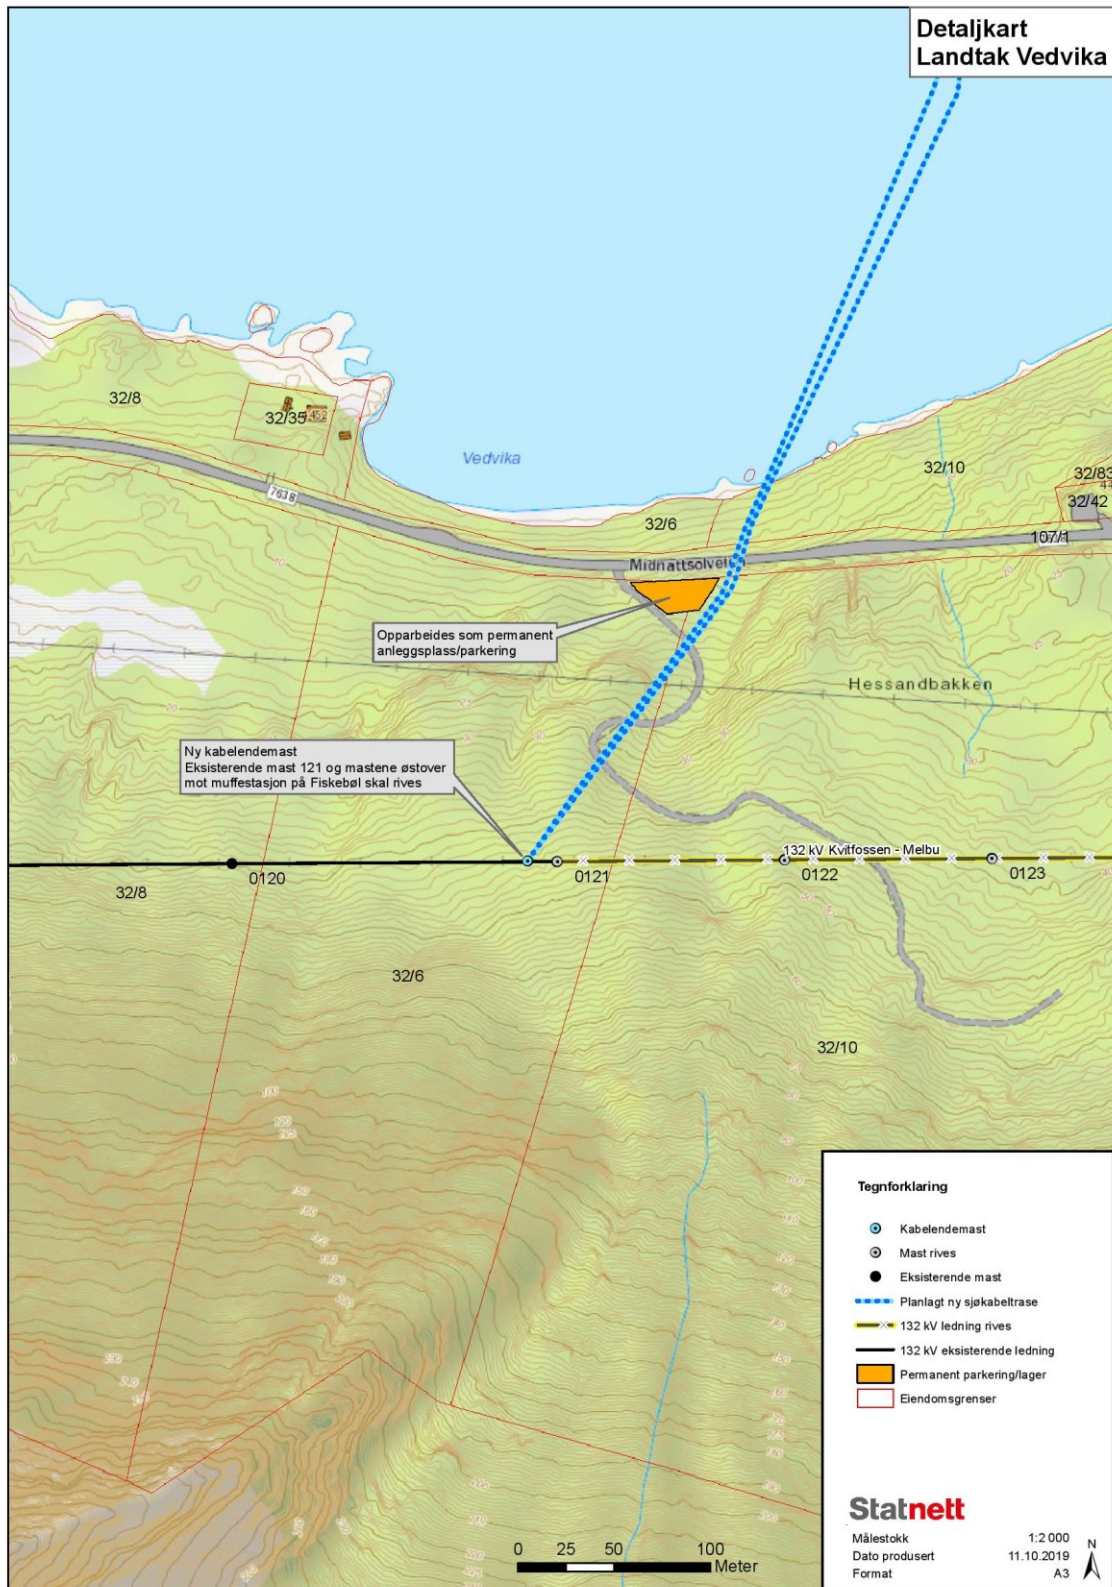 Detaljkart
Landtak Vedvika
32/8
32/35
Vedvika
32/10
32/83
32/42
7638
32/6
107/1
Midnattsolveien
Opparbeides som permanent
anleggsplass/parkering
Hessandbakken
Ny kabelendemast
Eksisterende mast 121 og mastene østover
mot muffestasjon på Fiskebøl skal rives
132 kV Kvitfossen - Melbu
0120
0121
0122
0123
32/8
32/6
32/10
Tegnforklaring
Kabelendemast
Mast rives
Eksisterende mast
Planlagt ny sjøkabeltrase
132 kV ledning rives
132 kV eksisterende ledning
Permanent parkering/lager
Eiendomsgrenser
Statnett
Målestokk 1:2 000
Dato produsert 11.10.2019
Format A3
N
0 25 50 100
Meter